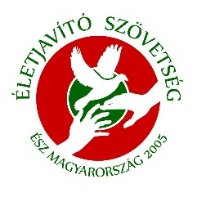 ÉLETJAVÍTÓ SZÖVETSÉG
ÉSZ MAGYARORSZÁG 2005